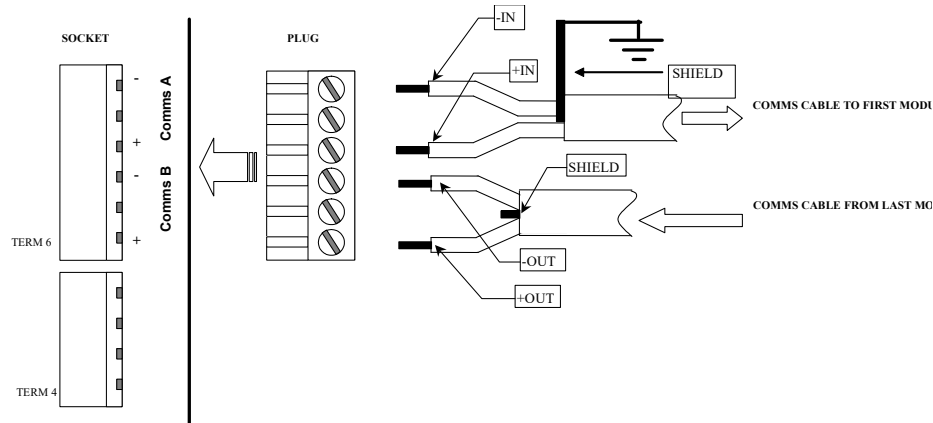 SOCKET
PLUG
-IN
+IN
SHIELD
COMMS CABLE TO FIRST MODU
-
Comms A
+
-
Comms B
+
SHIELD
COMMS CABLE FROM LAST MO
TERM 6
-OUT
+OUT
TERM 4